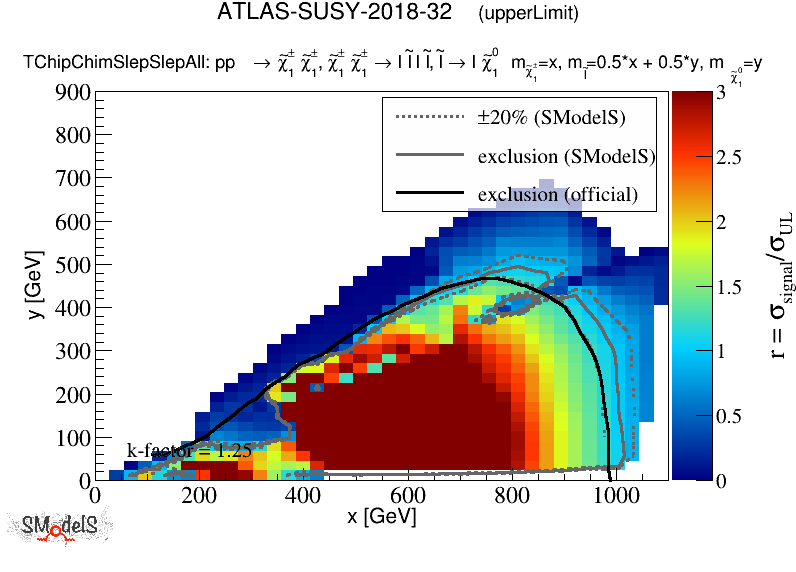 ATLAS-SUSY-2018-32 (upperLimit)
TChipChimSlepSlepAll: pp → χ̃₁± χ̃₁±, χ̃₁± χ̃₁± → l l̃ l l̃, l̃ → l χ̃₁⁰ m_χ̃₁±=x, m_l̃=0.5*x + 0.5*y, m_χ̃₁⁰=y
±20% (SModelS)
exclusion (SModelS)
exclusion (official)
900
800
700
600
500
400
300
200
100
0
y [GeV]
k-factor = 1.25
0 200 400 600 800 1000
x [GeV]
3
2.5
2
1.5
1
0.5
0
r = σ_signal/σ_UL
SModelS